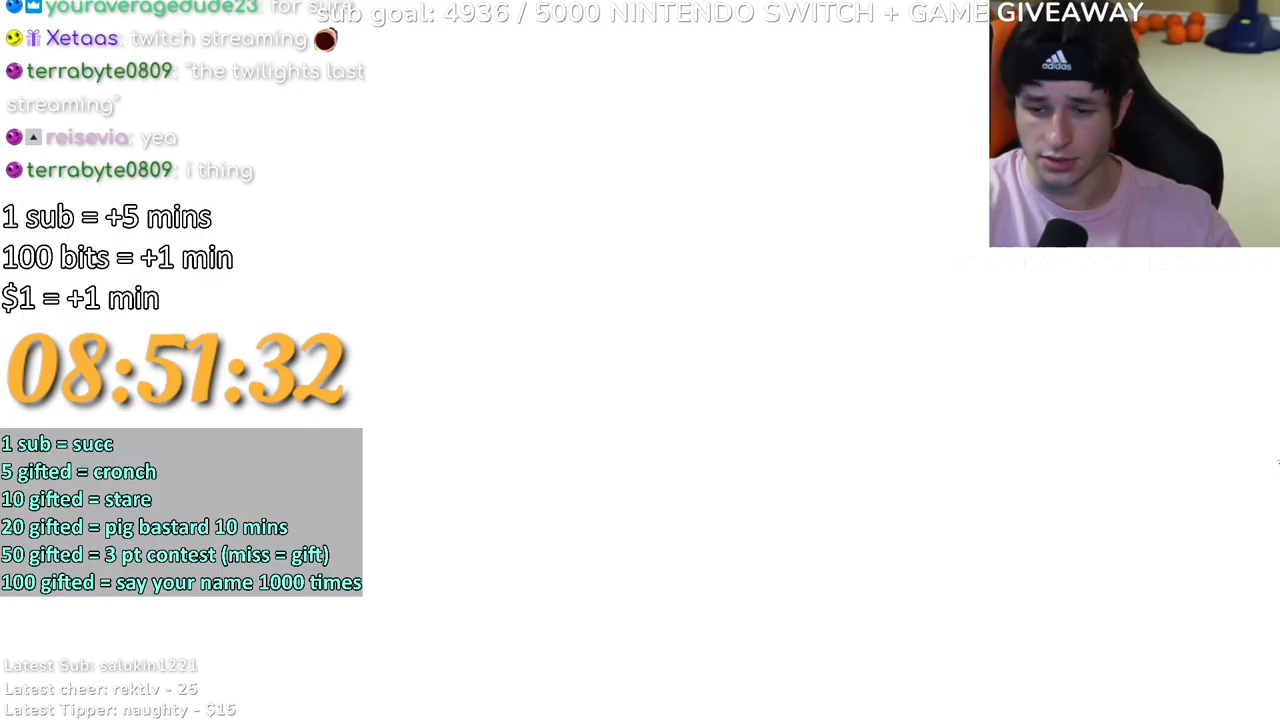 youraveragedude23: for sure
sub goal: 4936 / 5000 NINTENDO SWITCH + GAME GIVEAWAY
Xetaas: twitch streaming
terrabyte0809: "the twilights last
streaming"
reisevia: yea
terrabyte0809: i thing
adidas
1 sub = +5 mins
100 bits = +1 min
$1 = +1 min
08:51:32
1 sub = succ
5 gifted = cronch
10 gifted = stare
20 gifted = pig bastard 10 mins
50 gifted = 3 pt contest (miss = gift)
100 gifted = say your name 1000 times
Latest Sub: salokin1221
Latest cheer: rektlv - 25
Latest Tipper: naughty - $15